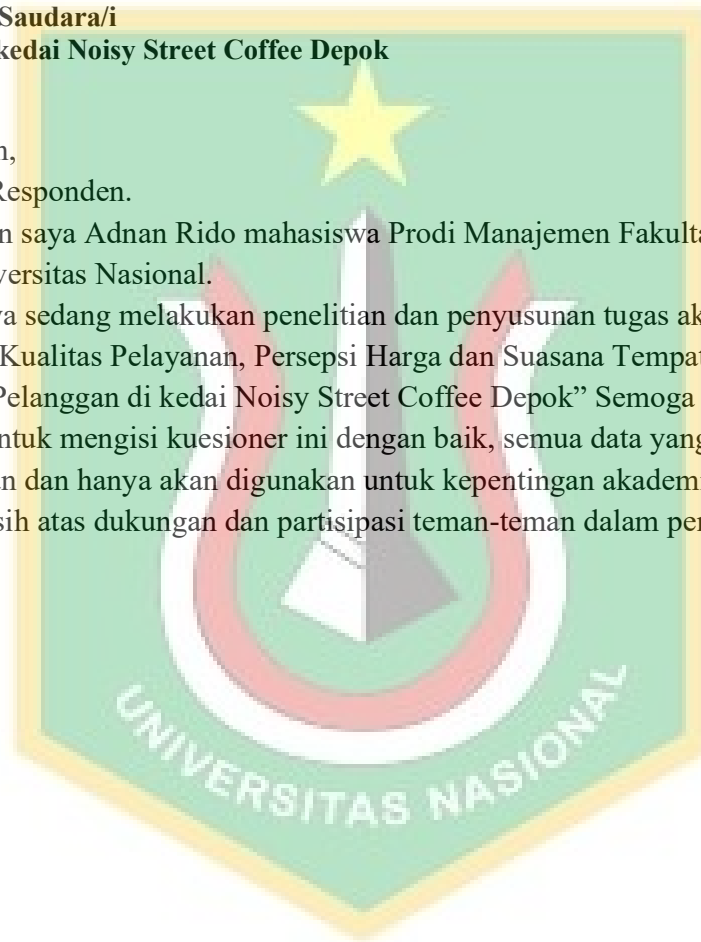 Saudara/i
kedai Noisy Street Coffee Depok
n,
Responden.
n saya Adnan Rido mahasiswa Prodi Manajemen Fakulta
versitas Nasional.
a sedang melakukan penelitian dan penyusunan tugas ak
Kualitas Pelayanan, Persepsi Harga dan Suasana Tempat
Pelanggan di kedai Noisy Street Coffee Depok” Semoga
ntuk mengisi kuesioner ini dengan baik, semua data yang
n dan hanya akan digunakan untuk kepentingan akademi
sih atas dukungan dan partisipasi teman-teman dalam pen
UNIVERSITAS NASIONAL